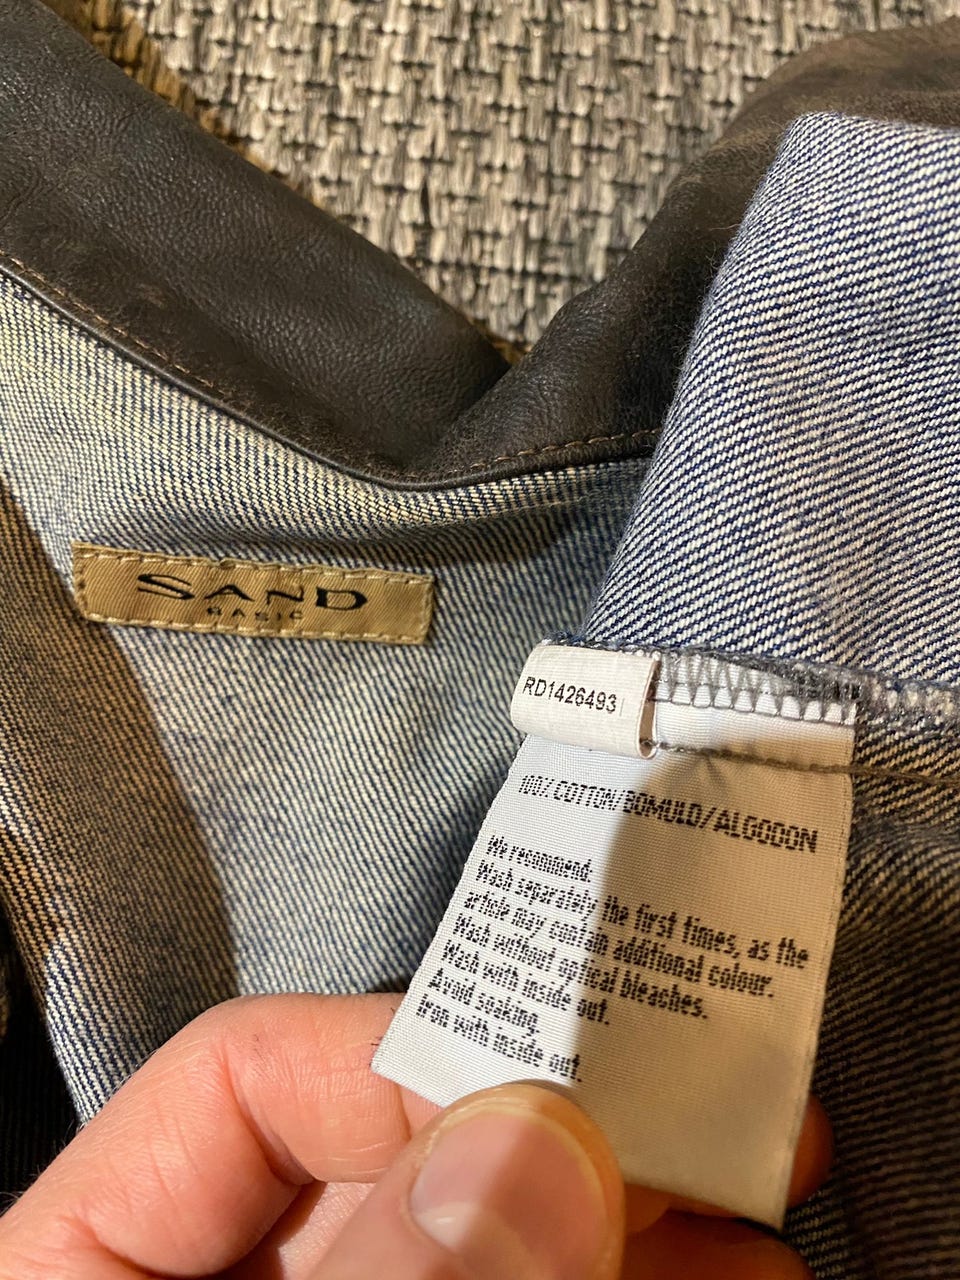 SAND
BASIC
RD1426493
100% COTTON/BOMULD/ALGODON
We recommend.
Wash separately the first times, as the
article may contain additional colour.
Wash without optical bleaches.
Wash with inside out.
Avoid soaking.
Iron with inside out.